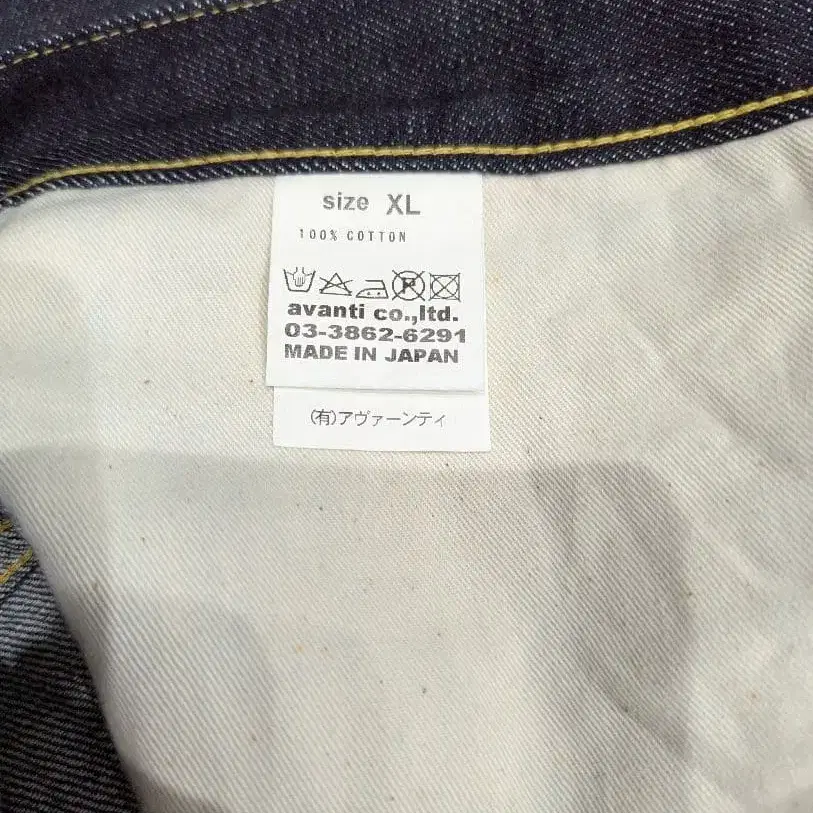 size XL
100% COTTON
avanti co.,ltd.
03-3862-6291
MADE IN JAPAN
(有)アヴァーンティ